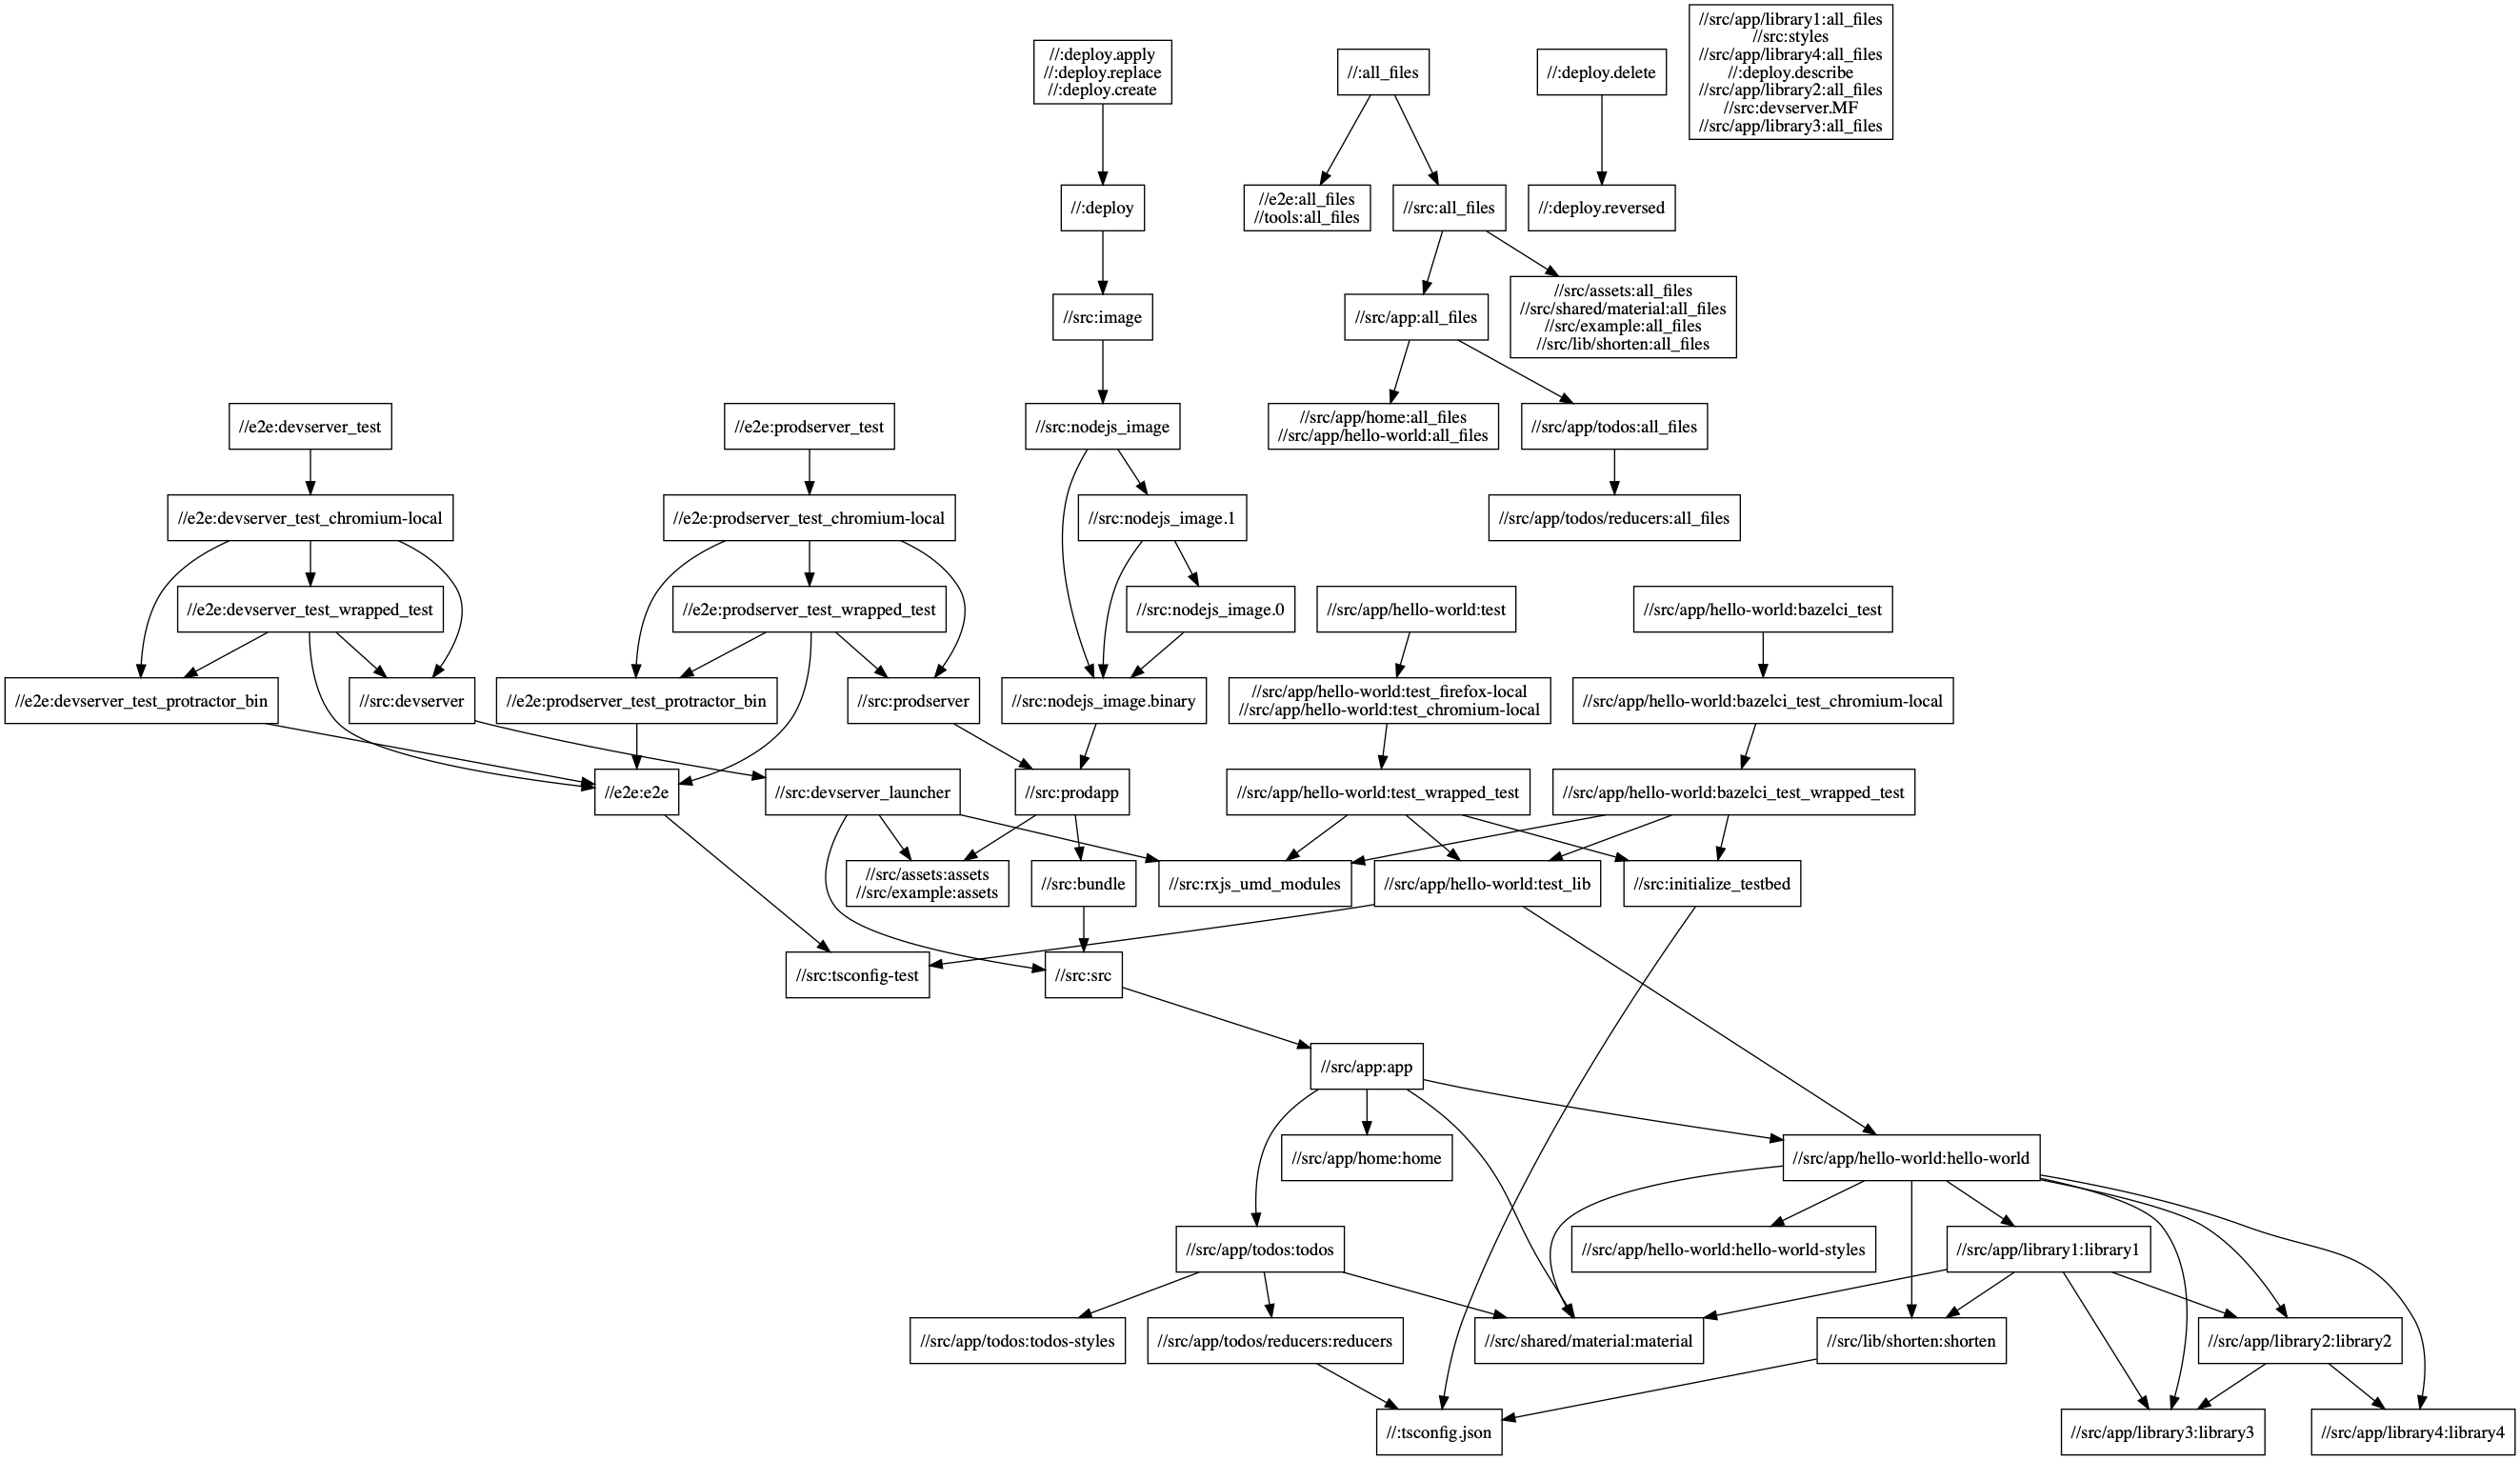 //src/app/library1:all_files
//src:styles
//src/app/library4:all_files
//:deploy.describe
//src/app/library2:all_files
//src:devserver.MF
//src/app/library3:all_files
//:deploy.apply
//:deploy.replace
//:deploy.create
//:all_files
//:deploy.delete
//:deploy
//e2e:all_files
//tools:all_files
//src:all_files
//:deploy.reversed
//src:image
//src/app:all_files
//src/assets:all_files
//src/shared/material:all_files
//src/example:all_files
//src/lib/shorten:all_files
//e2e:devserver_test
//e2e:prodserver_test
//src:nodejs_image
//src/app/home:all_files
//src/app/hello-world:all_files
//src/app/todos:all_files
//e2e:devserver_test_chromium-local
//e2e:prodserver_test_chromium-local
//src:nodejs_image.1
//src/app/todos/reducers:all_files
//e2e:devserver_test_wrapped_test
//e2e:prodserver_test_wrapped_test
//src:nodejs_image.0
//src/app/hello-world:test
//src/app/hello-world:bazelci_test
//e2e:devserver_test_protractor_bin
//src:devserver
//e2e:prodserver_test_protractor_bin
//src:prodserver
//src:nodejs_image.binary
//src/app/hello-world:test_firefox-local
//src/app/hello-world:test_chromium-local
//src/app/hello-world:bazelci_test_chromium-local
//e2e:e2e
//src:devserver_launcher
//src:prodapp
//src/app/hello-world:test_wrapped_test
//src/app/hello-world:bazelci_test_wrapped_test
//src/assets:assets
//src/example:assets
//src:bundle
//src:rxjs_umd_modules
//src/app/hello-world:test_lib
//src:initialize_testbed
//src:tsconfig-test
//src:src
//src/app:app
//src/app/home:home
//src/app/hello-world:hello-world
//src/app/todos:todos
//src/app/hello-world:hello-world-styles
//src/app/library1:library1
//src/app/todos:todos-styles
//src/app/todos/reducers:reducers
//src/shared/material:material
//src/lib/shorten:shorten
//src/app/library2:library2
//:tsconfig.json
//src/app/library3:library3
//src/app/library4:library4